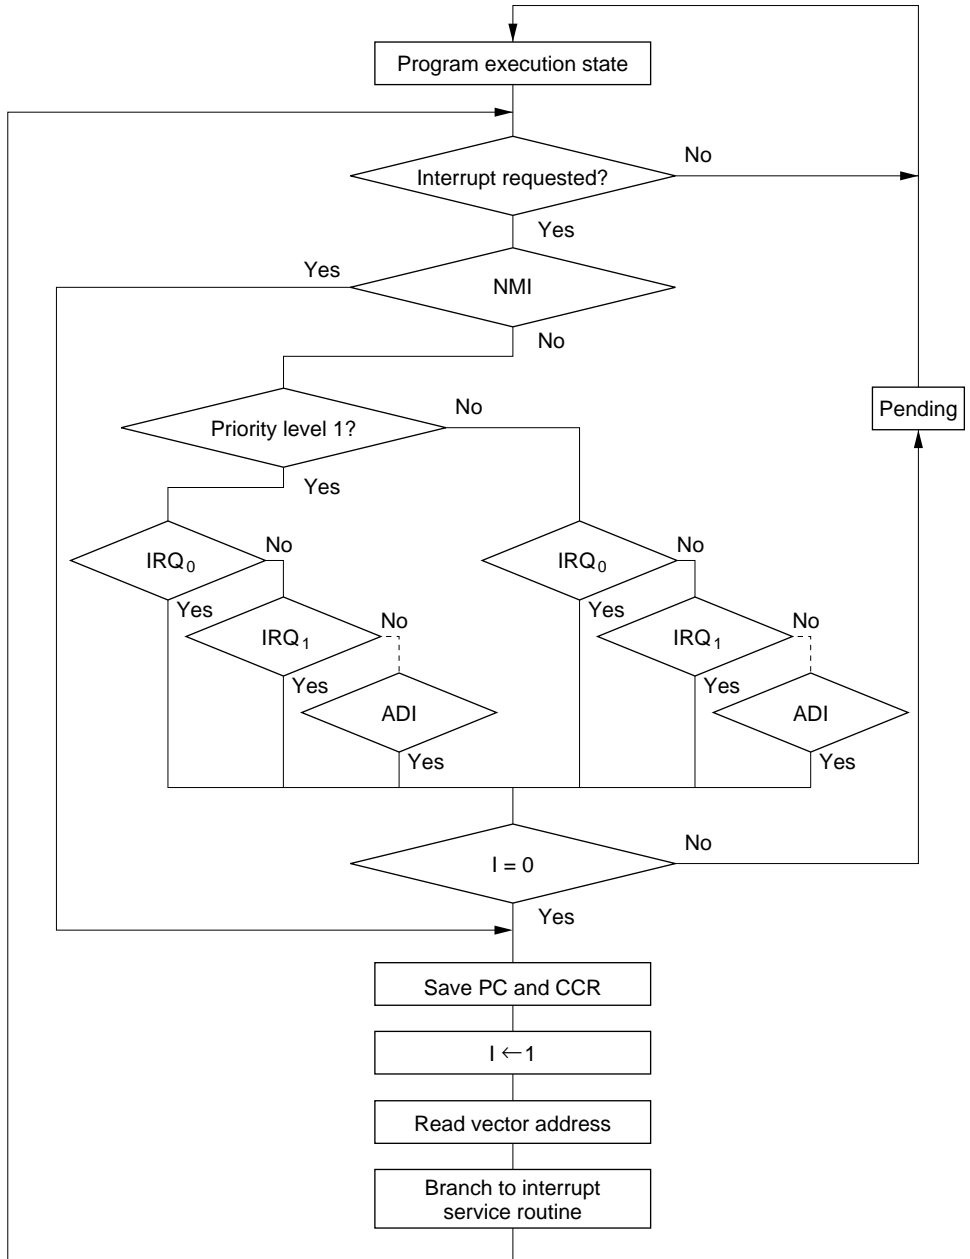 Program execution state
No
Interrupt requested?
Yes
Yes
NMI
No
Pending
No
Priority level 1?
Yes
IRQ0
No
IRQ0
No
Yes
Yes
IRQ1
No
IRQ1
No
Yes
Yes
ADI
ADI
Yes
Yes
No
I = 0
Yes
Save PC and CCR
I ← 1
Read vector address
Branch to interrupt
service routine